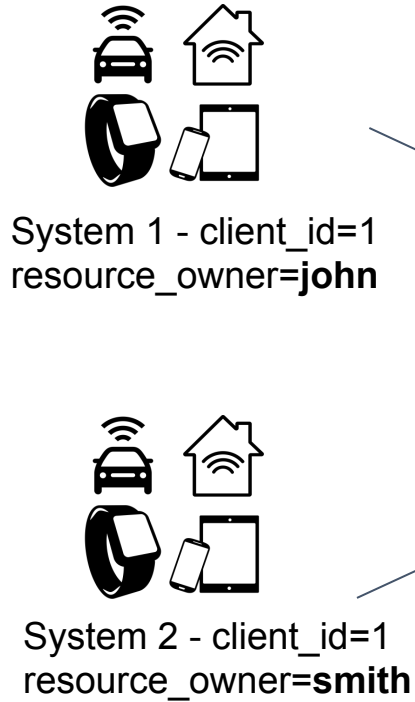 System 1 - client_id=1
resource_owner=john
System 2 - client_id=1
resource_owner=smith